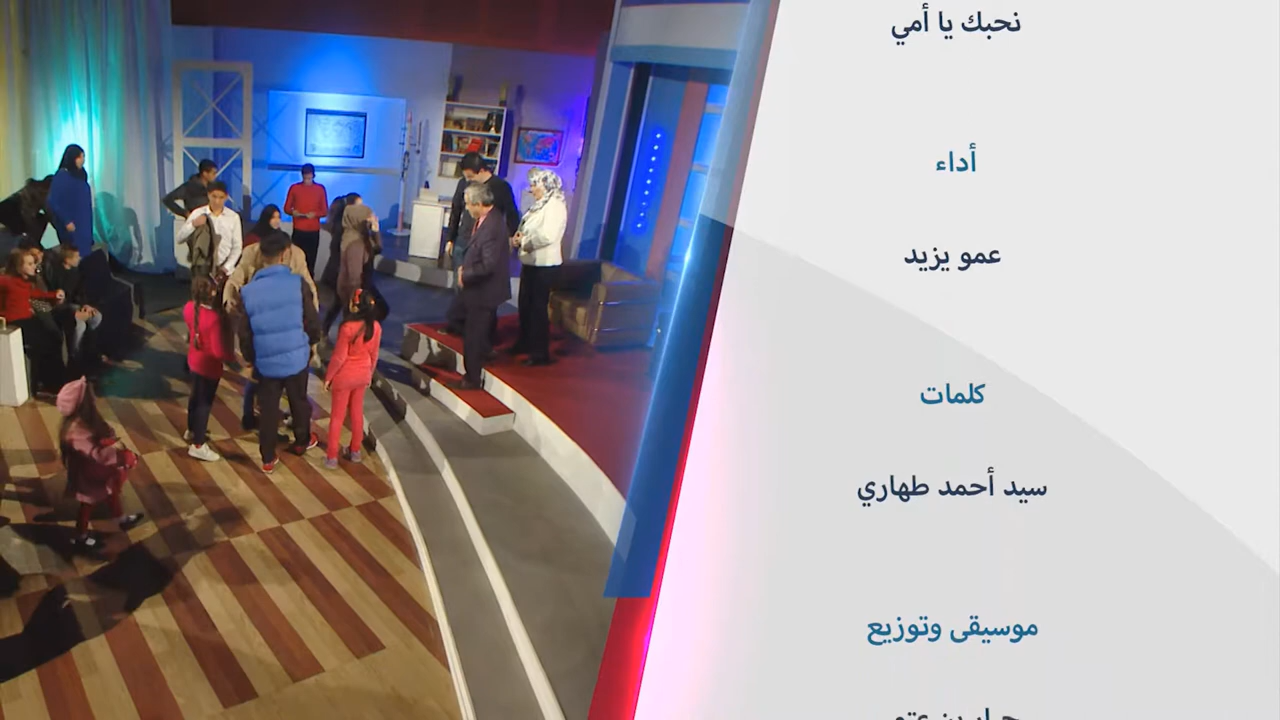 نحبك يا أمي
أداء
عمو يزيد
كلمات
سيد أحمد طهاري
موسيقى وتوزيع